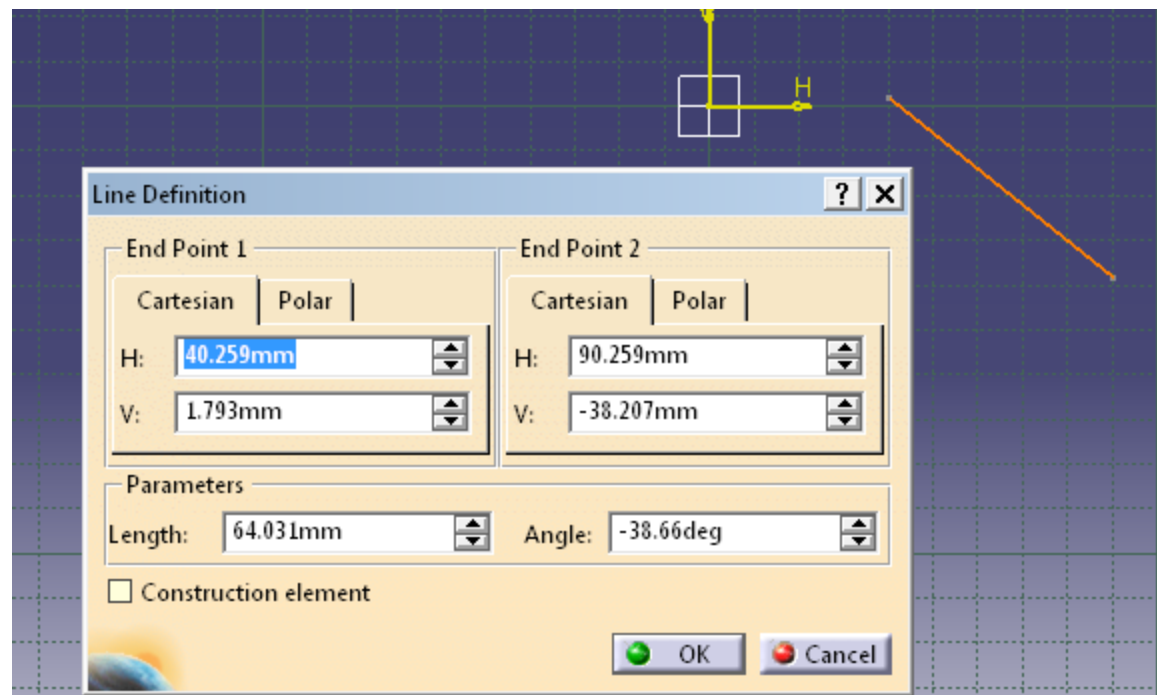 V
H
Line Definition
?
End Point 1
End Point 2
Cartesian Polar
Cartesian Polar
H: 40.259mm
H: 90.259mm
V: 1.793mm
V: -38.207mm
Parameters
Length: 64.031mm
Angle: -38.66deg
Construction element
OK
Cancel